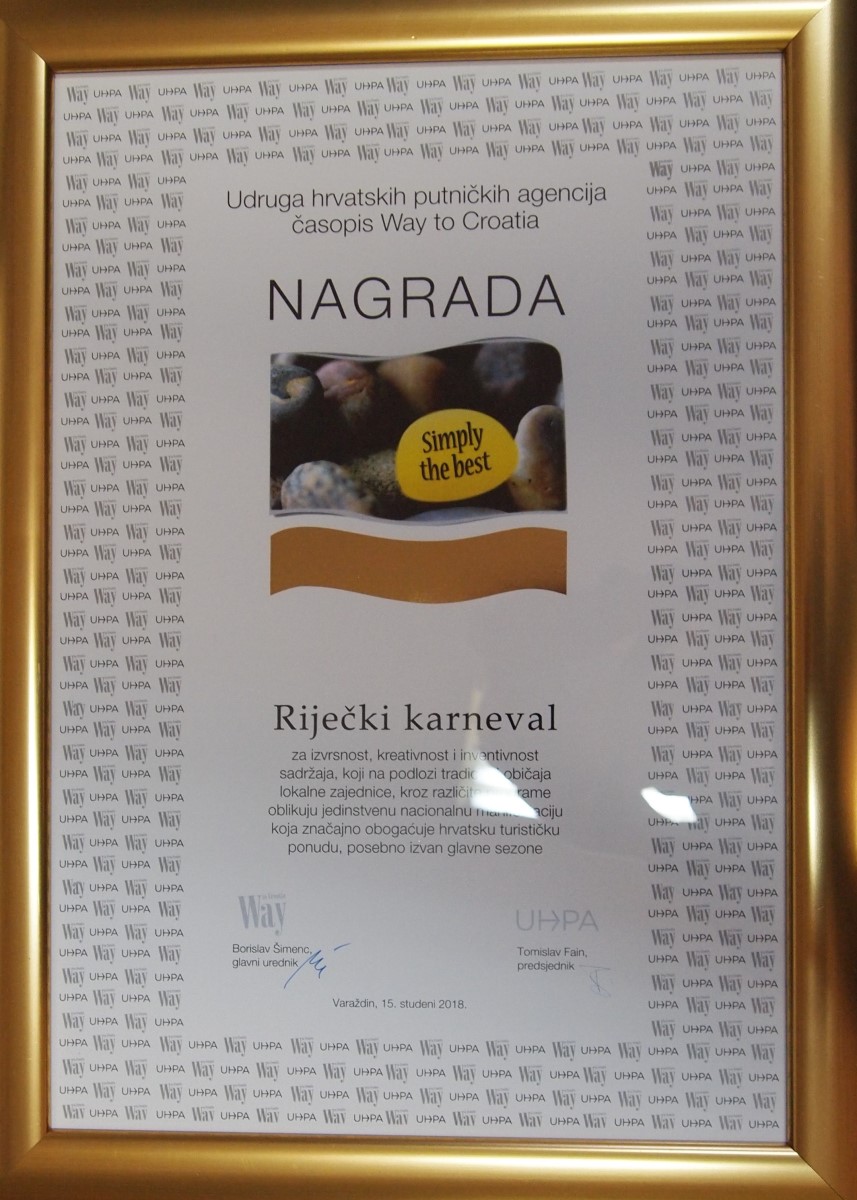 Udruga hrvatskih putničkih agencija
časopis Way to Croatia
NAGRADA
Simply
the best
Riječki karneval
za izvrsnost, kreativnost i inventivnost
sadržaja, koji na podlozi običaja
lokalne zajednice, kroz
oblikuju jedinstvenu nacionalnu
koja značajno obogaćuje hrvatsku turističku
ponudu, posebno izvan glavne sezone
Way UHPA
Borislav Šimenc, Tomislav Fain,
glavni urednik predsjednik
Varaždin, 15. studeni 2018.